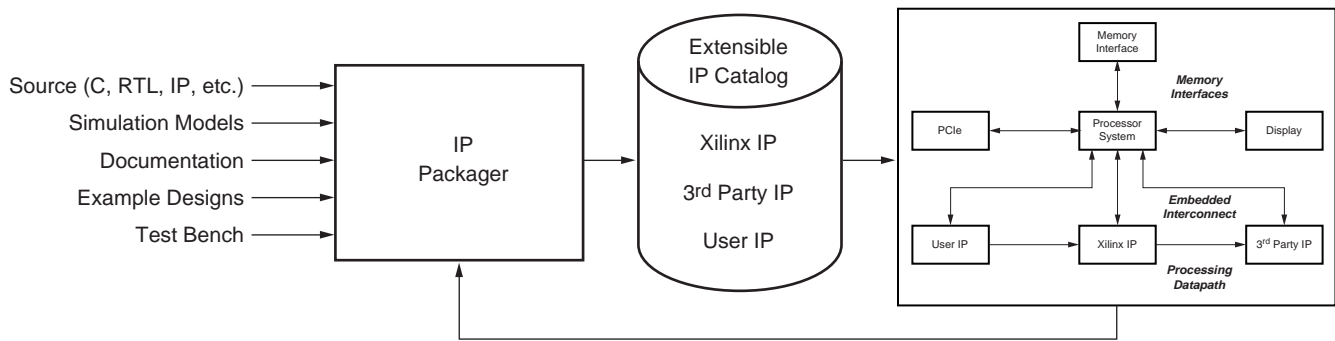 Source (C, RTL, IP, etc.)
Simulation Models
Documentation
Example Designs
Test Bench
IP
Packager
Extensible
IP Catalog
Xilinx IP
3rd Party IP
User IP
Memory
Interface
Memory
Interfaces
PCIe
Processor
System
Display
Embedded
Interconnect
User IP
Xilinx IP
3rd Party IP
Processing
Datapath